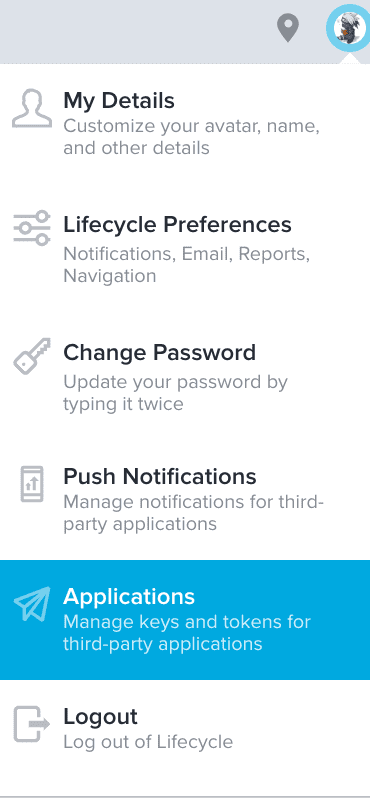 My Details
Customize your avatar, name,
and other details
Lifecycle Preferences
Notifications, Email, Reports,
Navigation
Change Password
Update your password by
typing it twice
Push Notifications
Manage notifications for third-
party applications
Applications
Manage keys and tokens for
third-party applications
Logout
Log out of Lifecycle